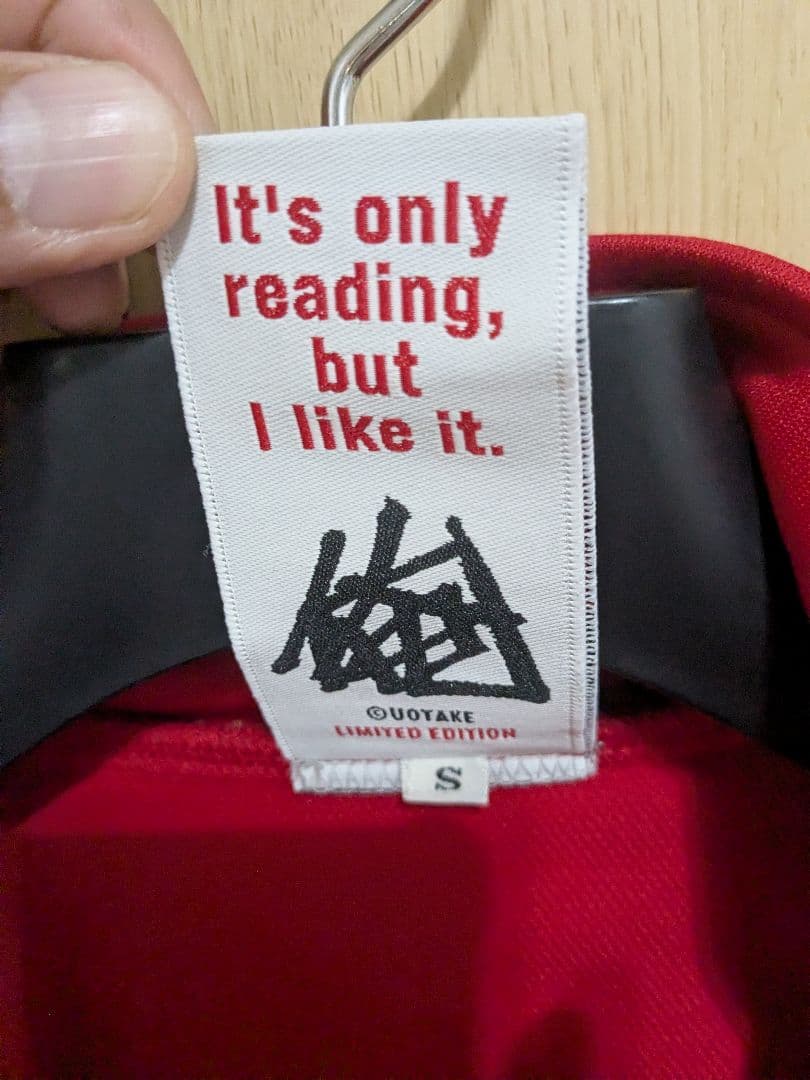 It's only
reading,
but
I like it.
©UOTAKE
LIMITED EDITION
S